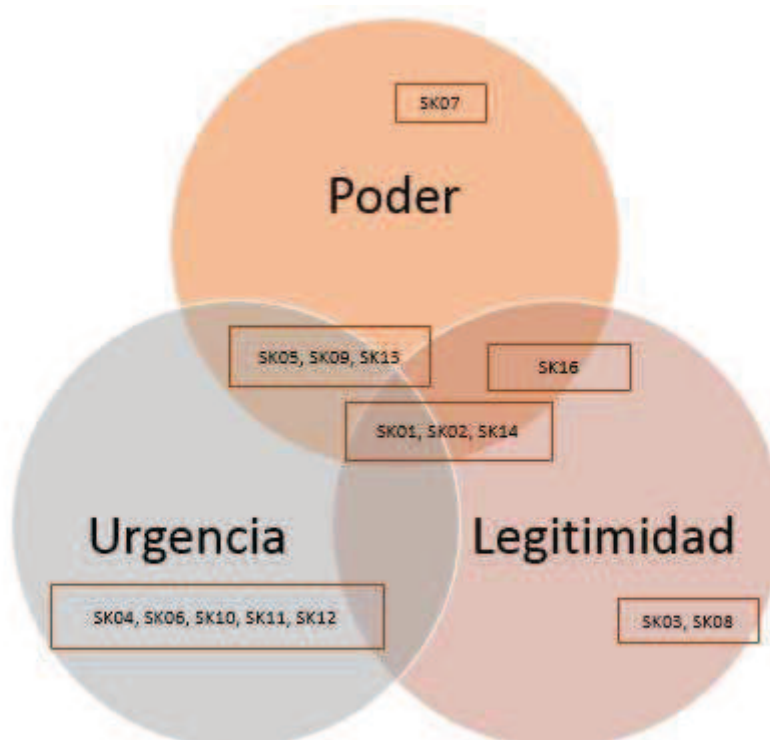 SK07
Poder
SK05, SK09, SK13
SK16
SK01, SK02, SK14
Urgencia
Legitimidad
SK04, SK06, SK10, SK11, SK12
SK03, SK08